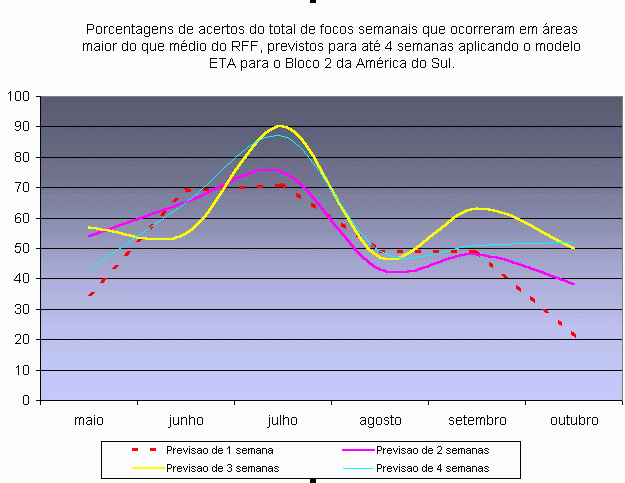 Porcentagens de acertos do total de focos semanais que ocorreram em áreas
maior do que médio do RFF, previstos para até 4 semanas aplicando o modelo
ETA para o Bloco 2 da América do Sul.
100
90
80
70
60
50
40
30
20
10
0
maio junho julho agosto setembro outubro
Previsao de 1 semana Previsao de 2 semanas
Previsao de 3 semanas Previsao de 4 semanas